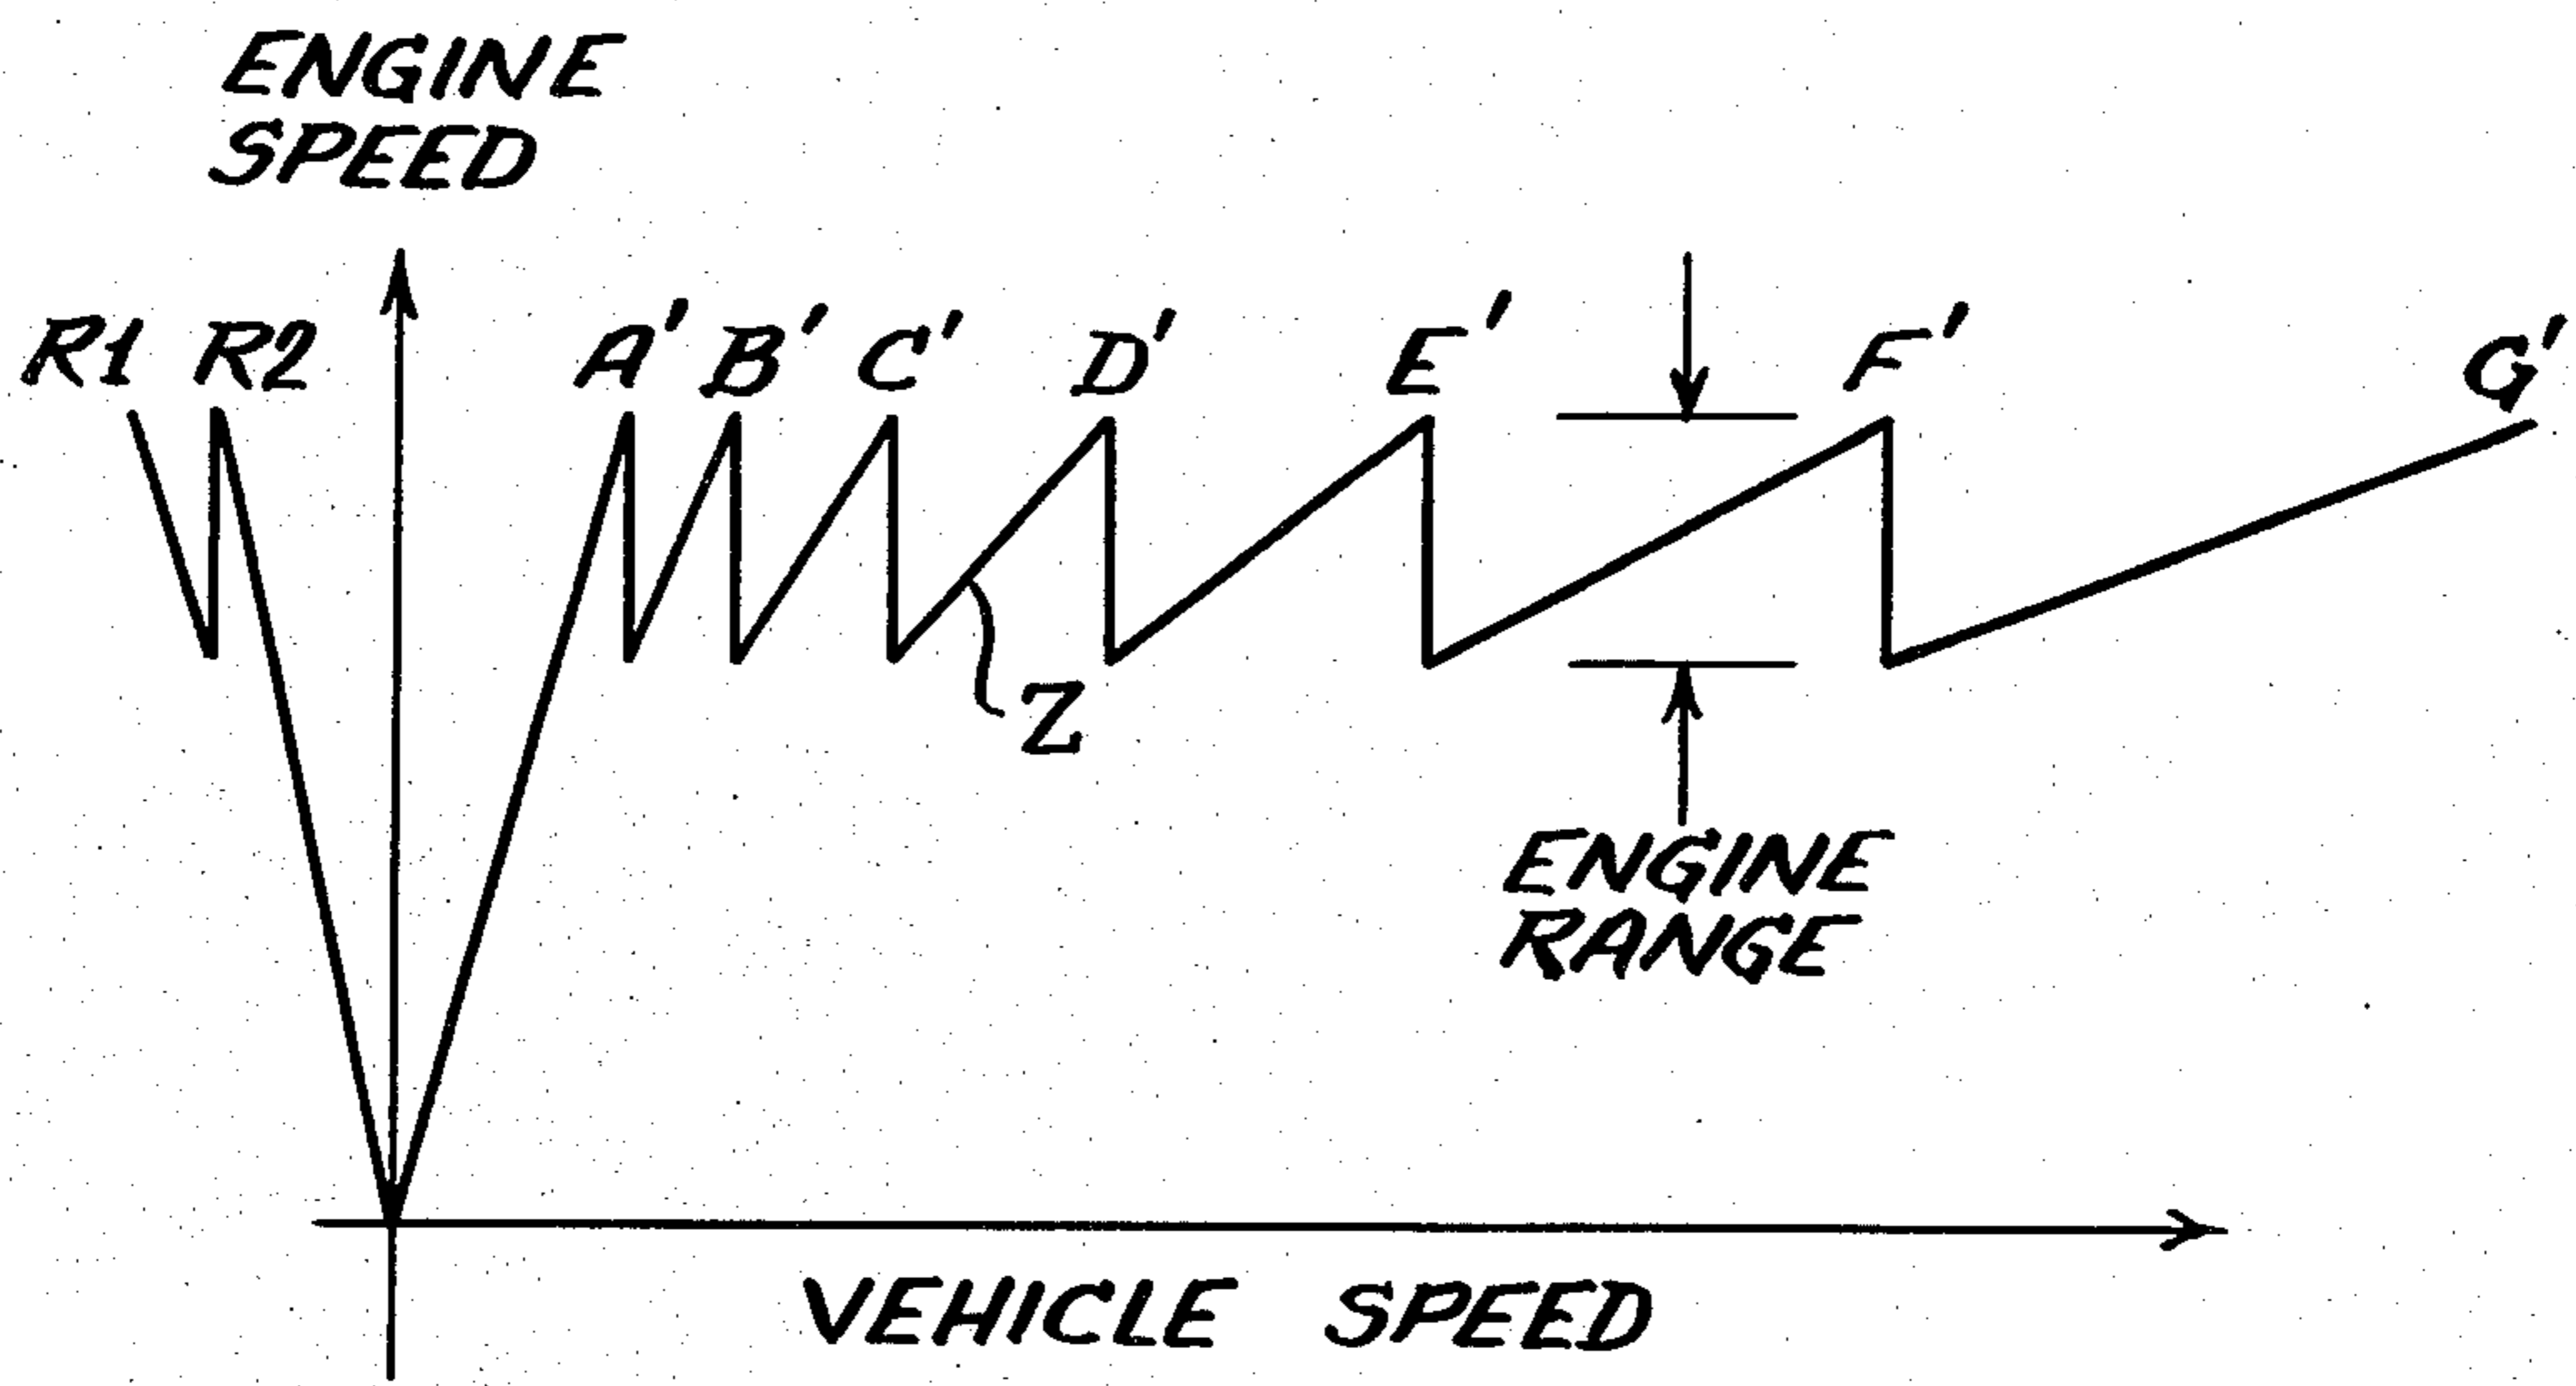 ENGINE
SPEED
R1 R2 A' B' C' D' E' F' G'
Z
ENGINE
RANGE
VEHICLE SPEED